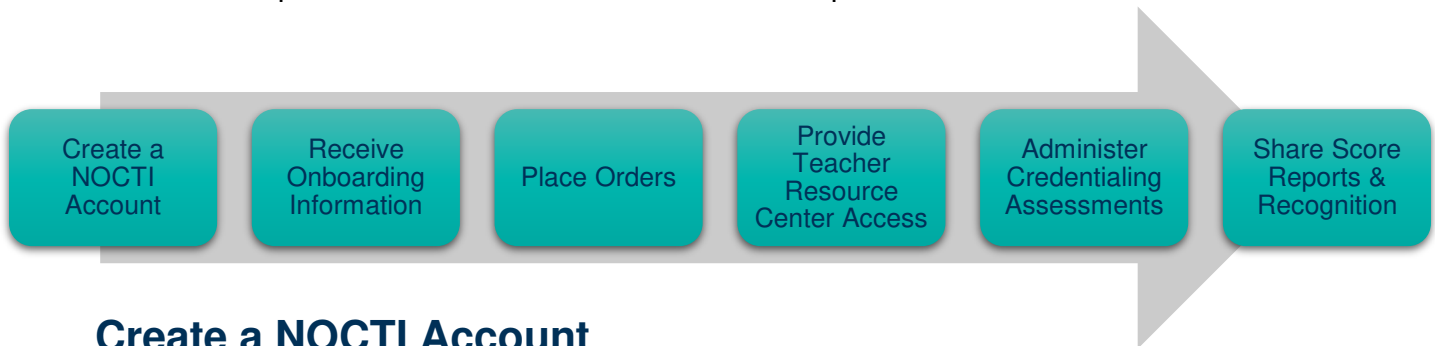 Create a
NOCTI
Account
Receive
Onboarding
Information
Place Orders
Provide
Teacher
Resource
Center Access
Administer
Credentialing
Assessments
Share Score
Reports &
Recognition
Create a NOCTI Account